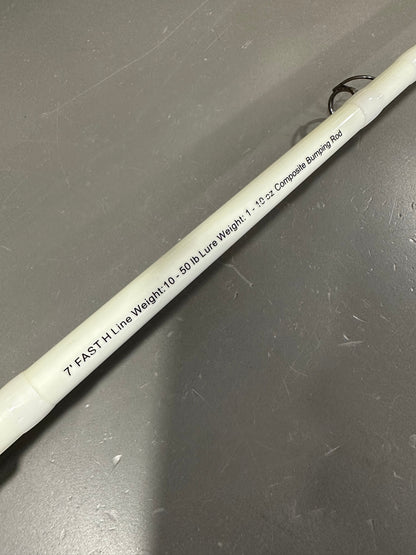 7' FAST H Line Weight:10 - 50 lb Lure Weight: 1 - 10 oz Composite Bumping Rod